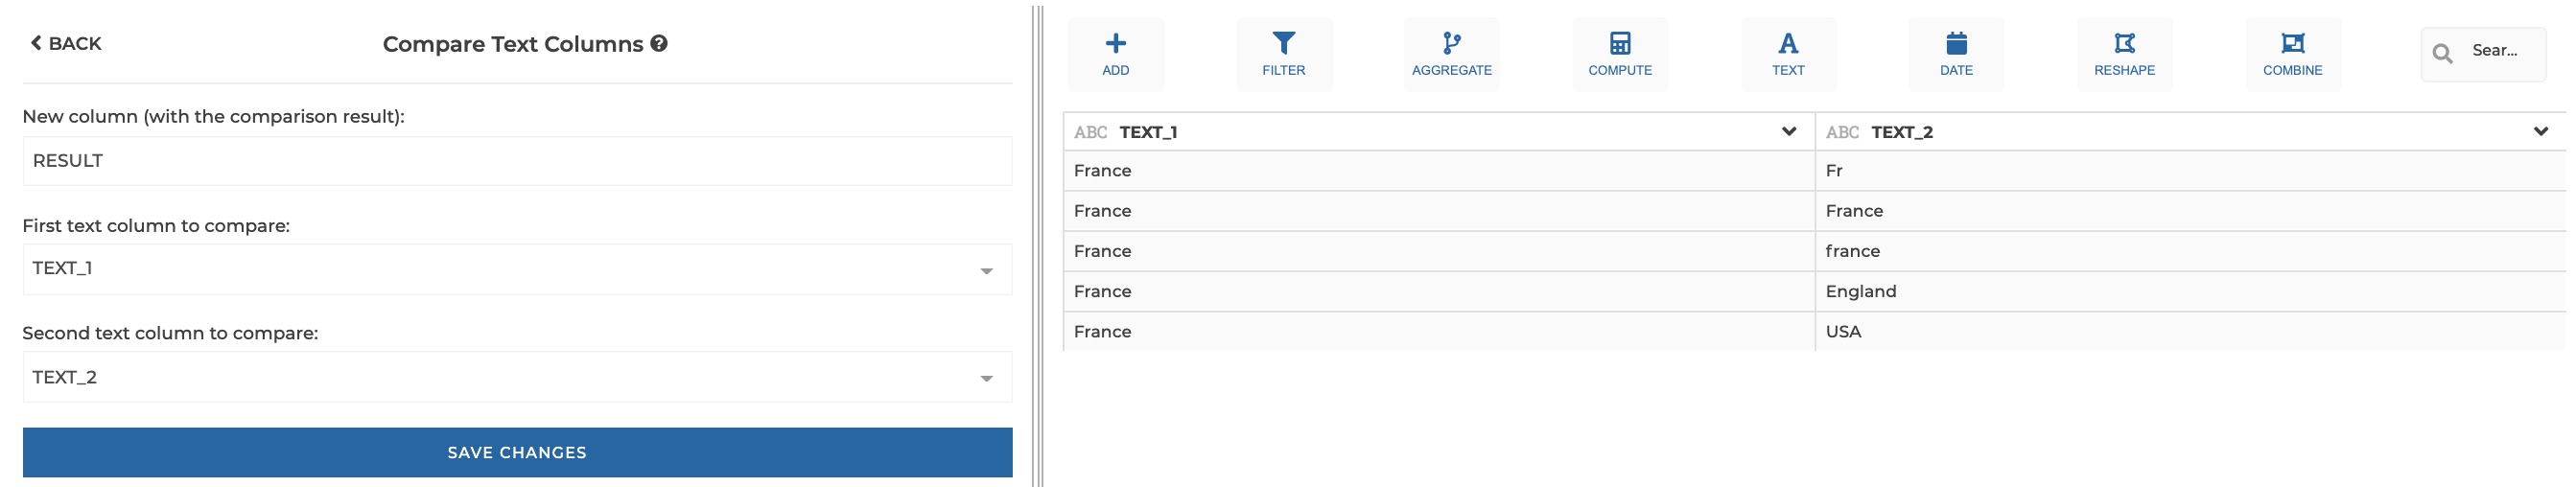 BACK
Compare Text Columns
New column (with the comparison result):
RESULT
First text column to compare:
TEXT_1
Second text column to compare:
TEXT_2
SAVE CHANGES
ADD FILTER AGGREGATE COMPUTE TEXT DATE RESHAPE COMBINE Sear...
ABC TEXT_1 ABC TEXT_2
France Fr
France France
France france
France England
France USA